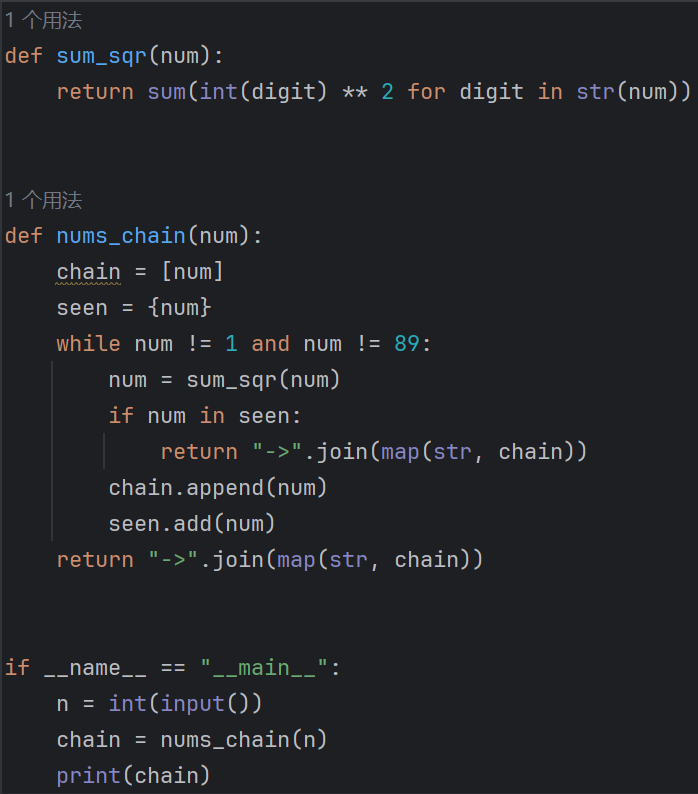 1 个用法
def sum_sqr(num):
    return sum(int(digit) ** 2 for digit in str(num))
1 个用法
def nums_chain(num):
    chain = [num]
    seen = {num}
    while num != 1 and num != 89:
        num = sum_sqr(num)
        if num in seen:
            return "->".join(map(str, chain))
        chain.append(num)
        seen.add(num)
    return "->".join(map(str, chain))
if __name__ == "__main__":
    n = int(input())
    chain = nums_chain(n)
    print(chain)